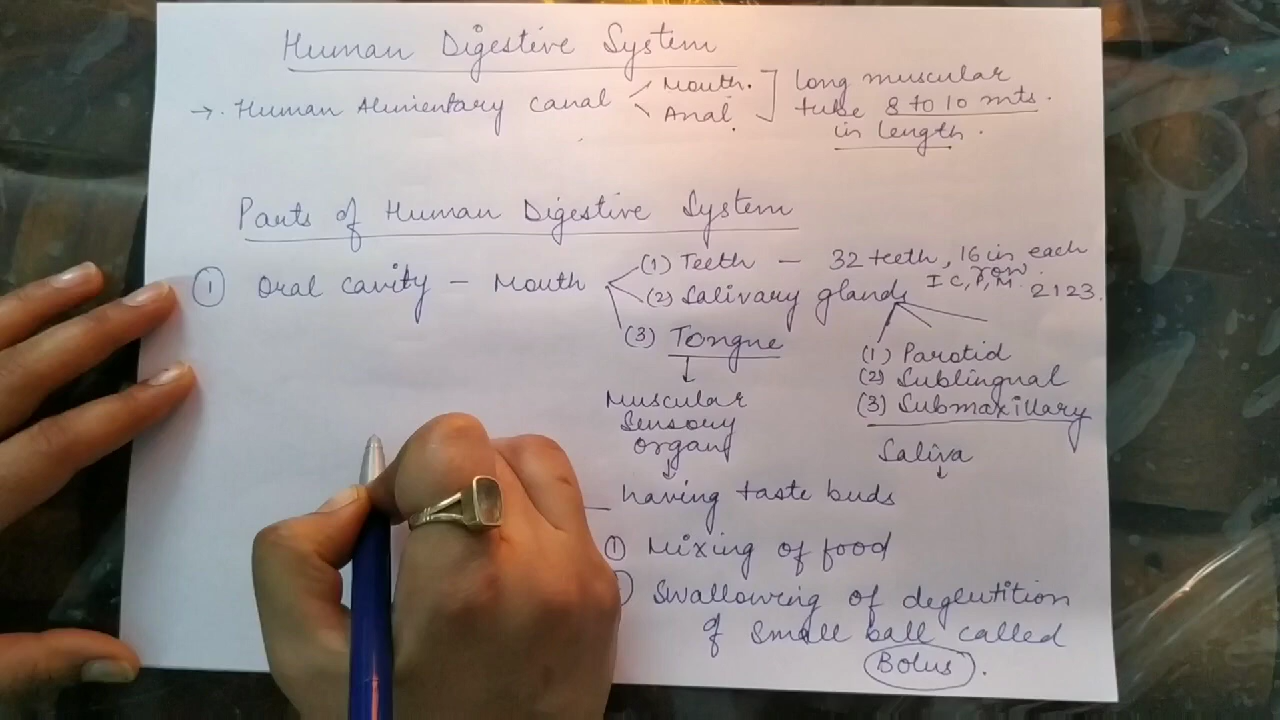 Human Digestive System
→. Human Alimentary canal
Mouth.
Anal.
long muscular
tube 8 to 10 mts.
in length.
Parts of Human Digestive System
① Oral cavity – Mouth
(1) Teeth – 32 teeth, 16 in each
row
I C, P, M. 2123.
(2) Salivary glands
(1) Parotid
(2) Sublingual
(3) Submaxillary
Saliva
(3) Tongue
Muscular
Sensory
organ
having taste buds
① Mixing of food
Swallowing of deglutition
of small ball called
Bolus.